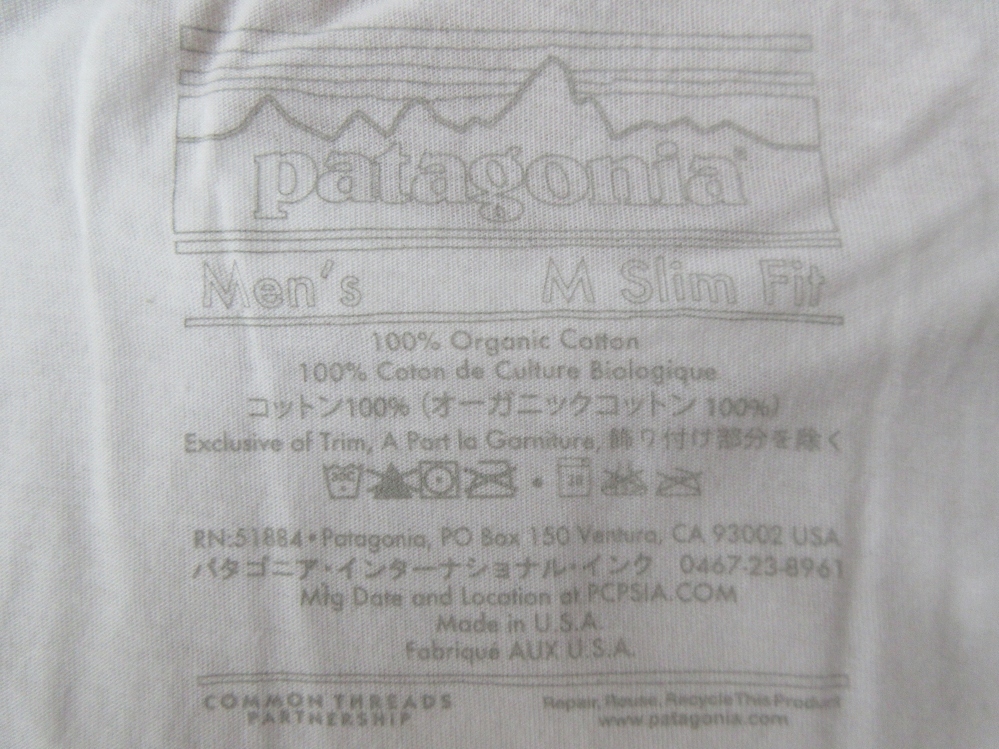 patagonia®
Men's M Slim Fit
100% Organic Cotton
100% Coton de Culture Biologique
コットン100% (オーガニックコットン 100%)
Exclusive of Trim, A Part la Garniture, 飾り付け部分を除く
RN:51884•Patagonia, PO Box 150 Ventura, CA 93002 USA
パタゴニア・インターナショナル・インク 0467-23-8961
Mfg Date and Location at PCPSIA.COM
Made in U.S.A.
Fabriqué AUX U.S.A.
COMMON THREADS Repair, Reuse, Recycle This Product
PARTNERSHIP www.patagonia.com